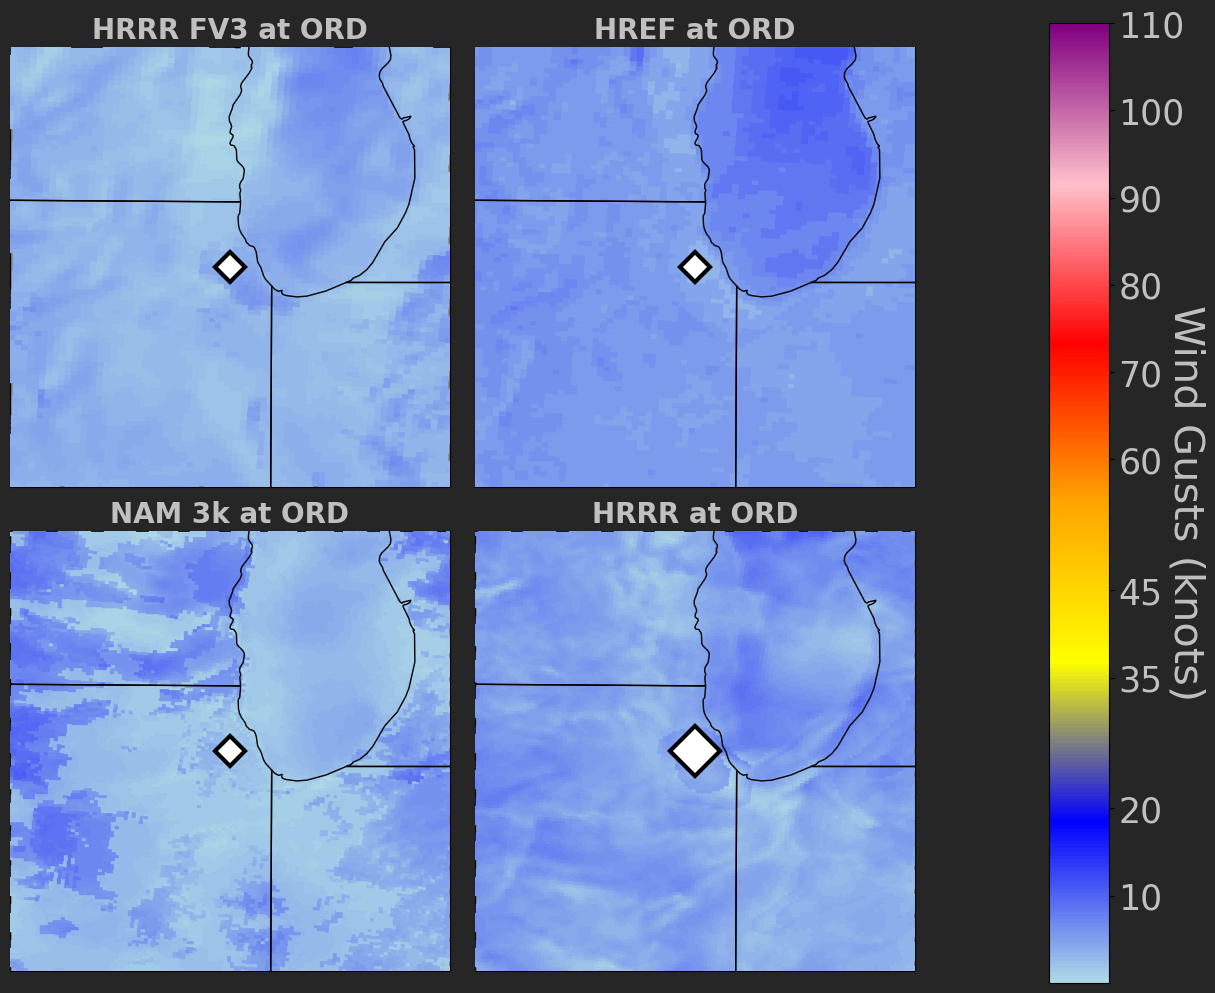 HRRR FV3 at ORD
HREF at ORD
NAM 3k at ORD
HRRR at ORD
110
100
90
80
70
60
45
35
20
10
Wind Gusts (knots)